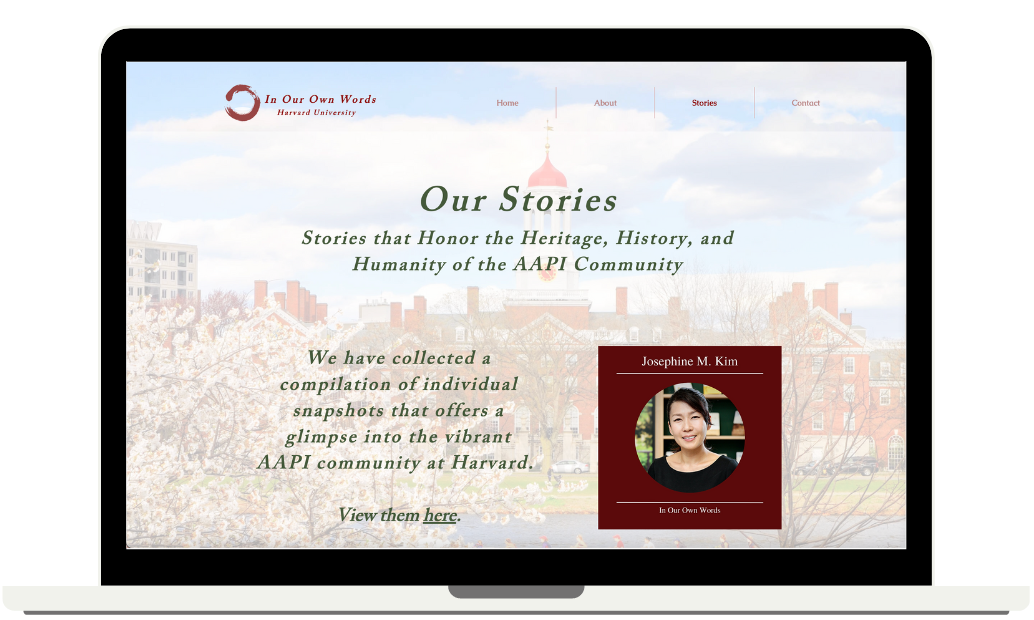 In Our Own Words
Harvard University
Home
About
Stories
Contact
Our Stories
Stories that Honor the Heritage, History, and
Humanity of the AAPI Community
We have collected a
compilation of individual
snapshots that offers a
glimpse into the vibrant
AAPI community at Harvard.
View them here.
Josephine M. Kim
In Our Own Words